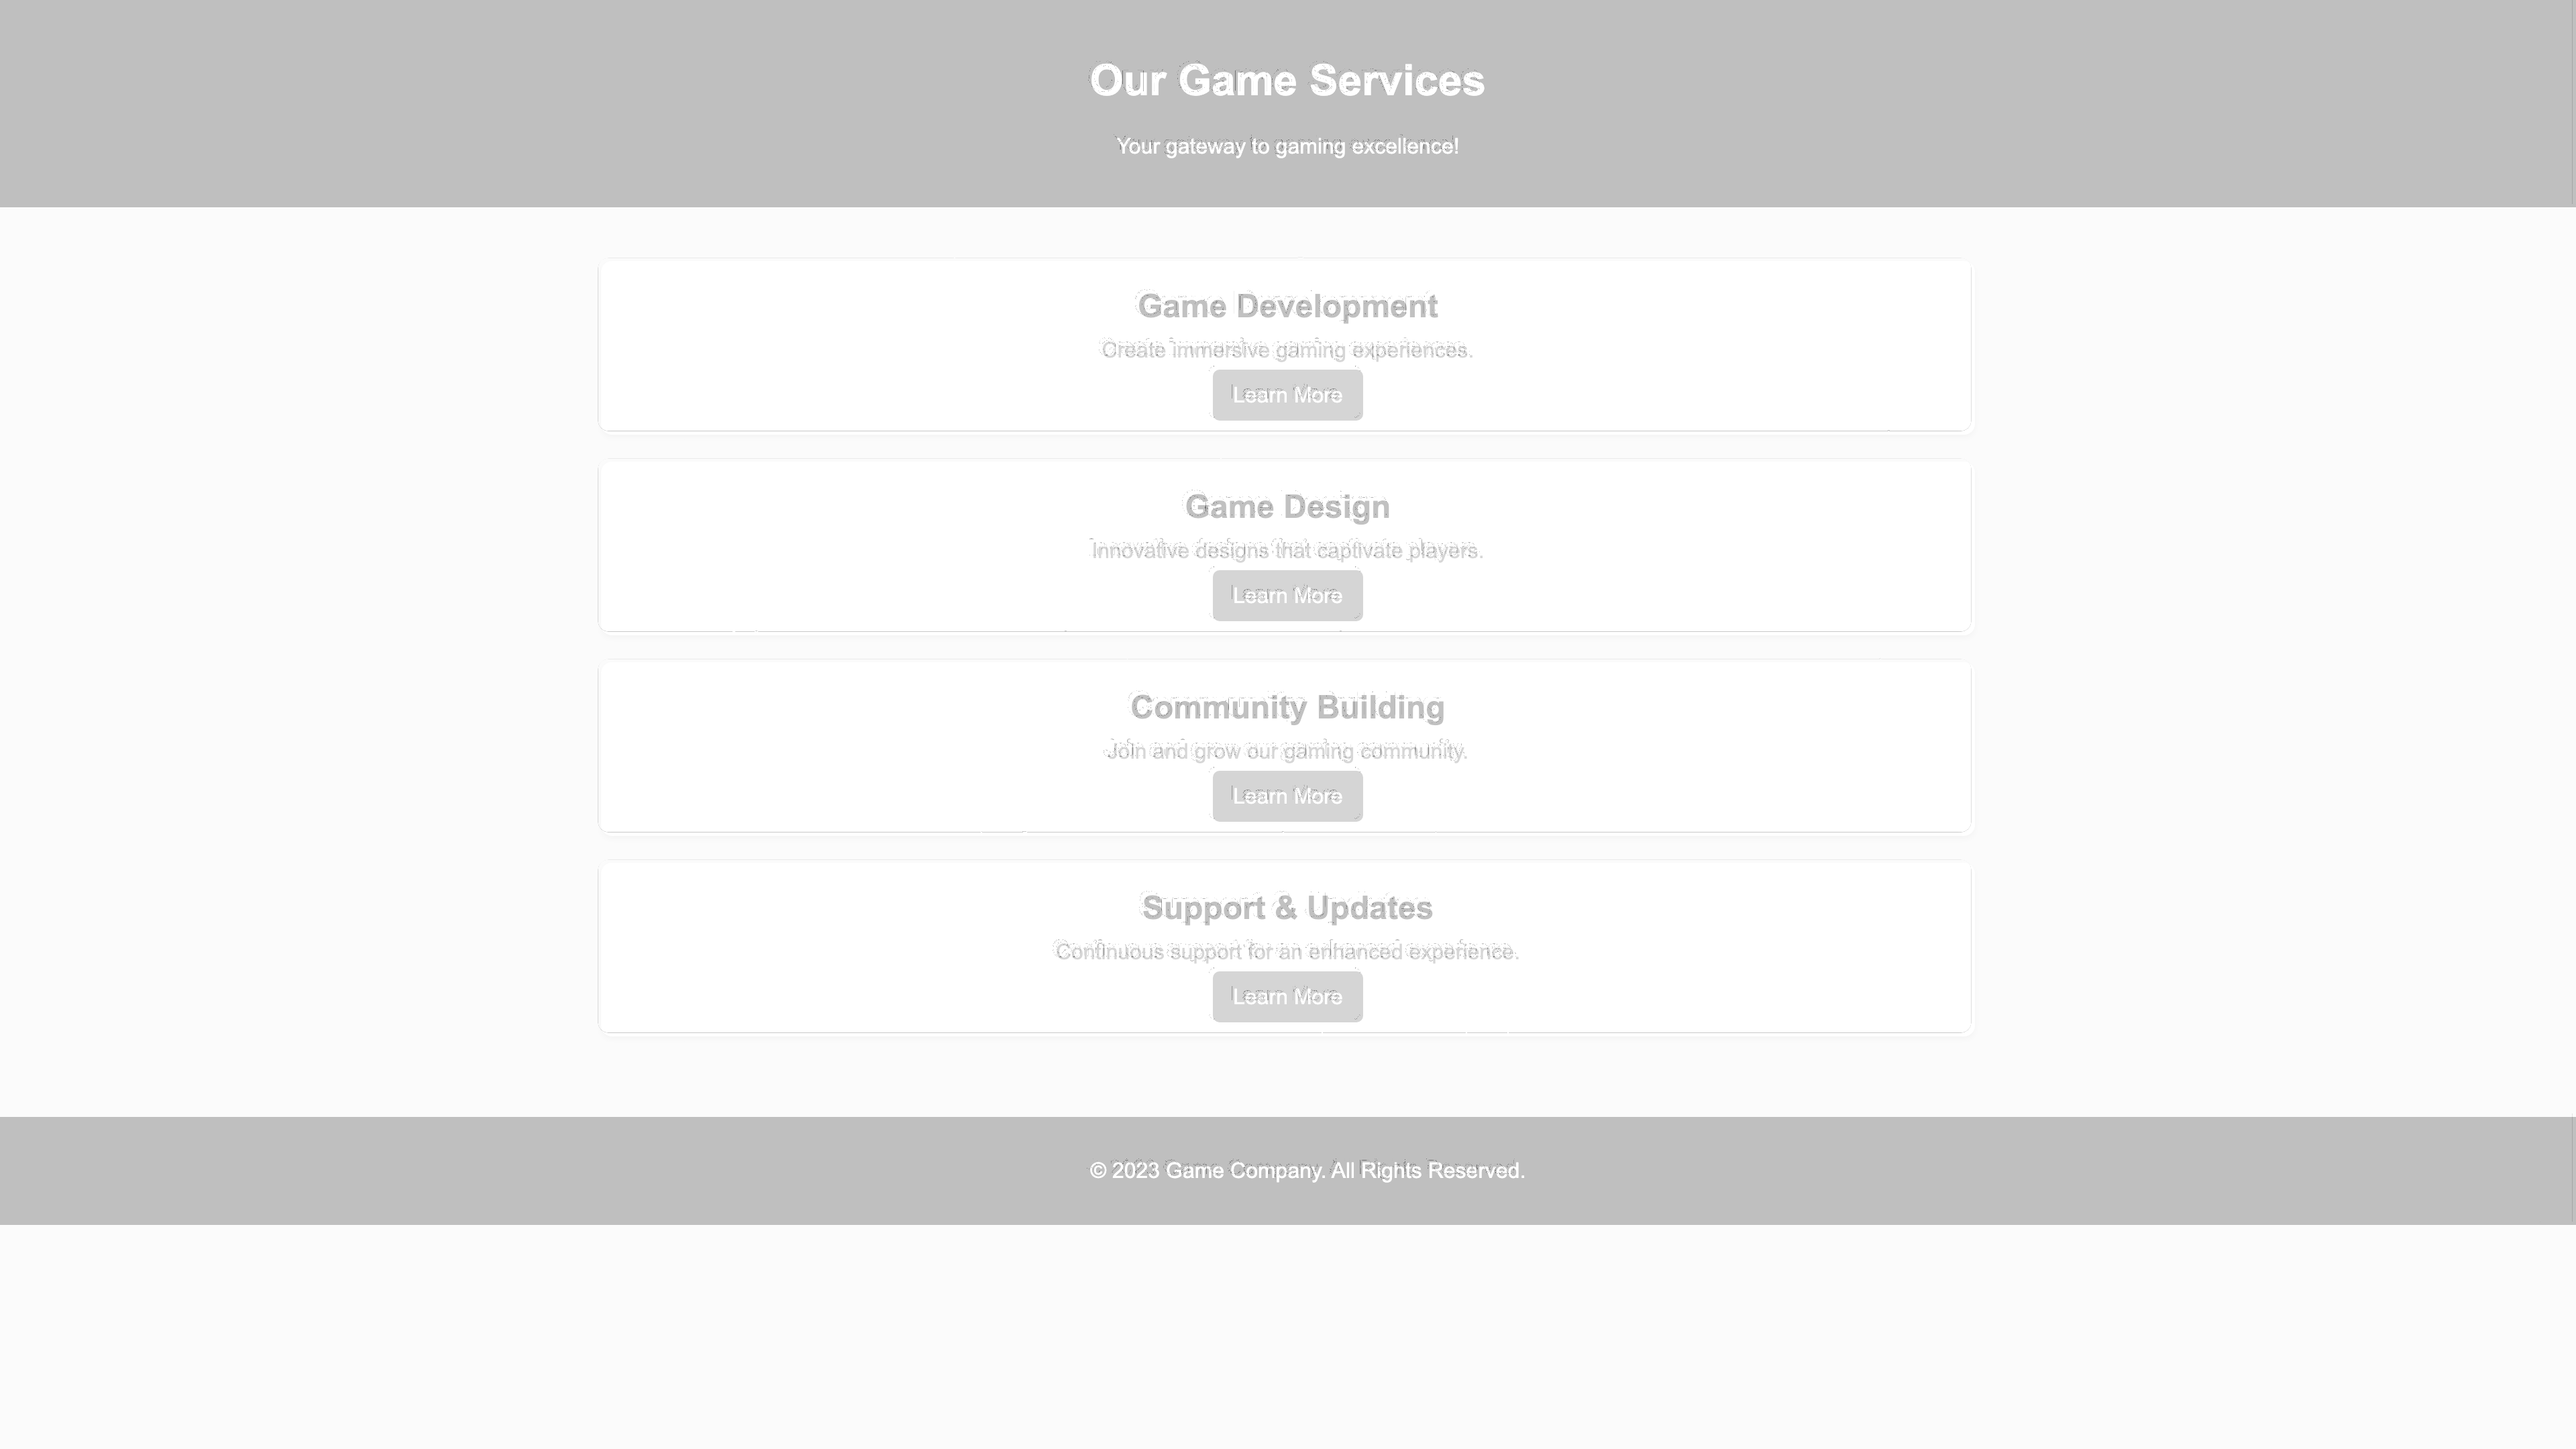 Our Game Services
Your gateway to gaming excellence!
Game Development
Create immersive gaming experiences.
Learn More
Game Design
Innovative designs that captivate players.
Learn More
Community Building
Join and grow our gaming community.
Learn More
Support & Updates
Continuous support for an enhanced experience.
Learn More
© 2023 Game Company. All Rights Reserved.